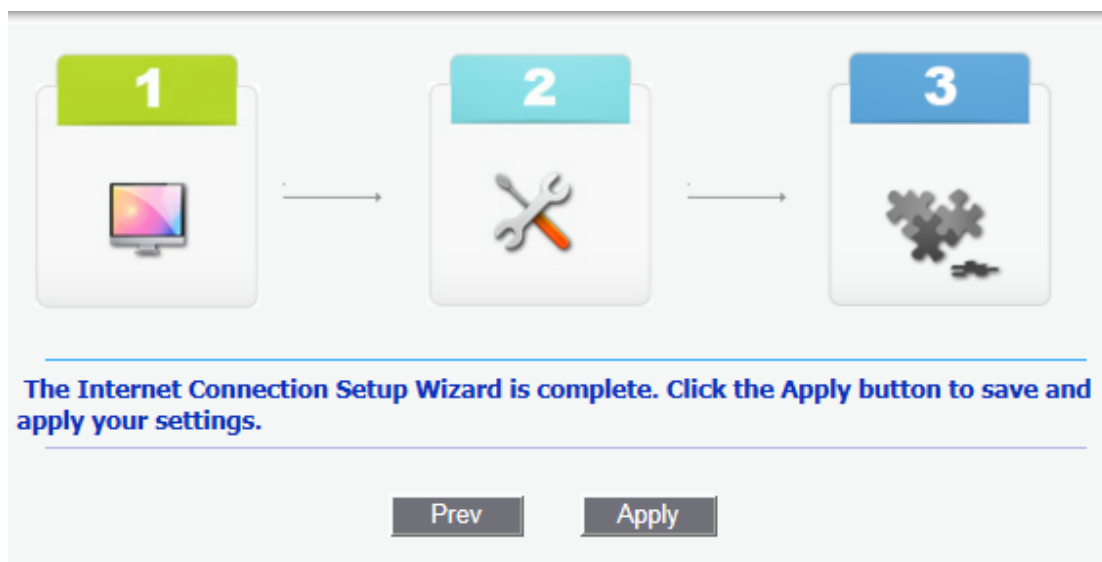 1
2
3
The Internet Connection Setup Wizard is complete. Click the Apply button to save and
apply your settings.
Prev
Apply